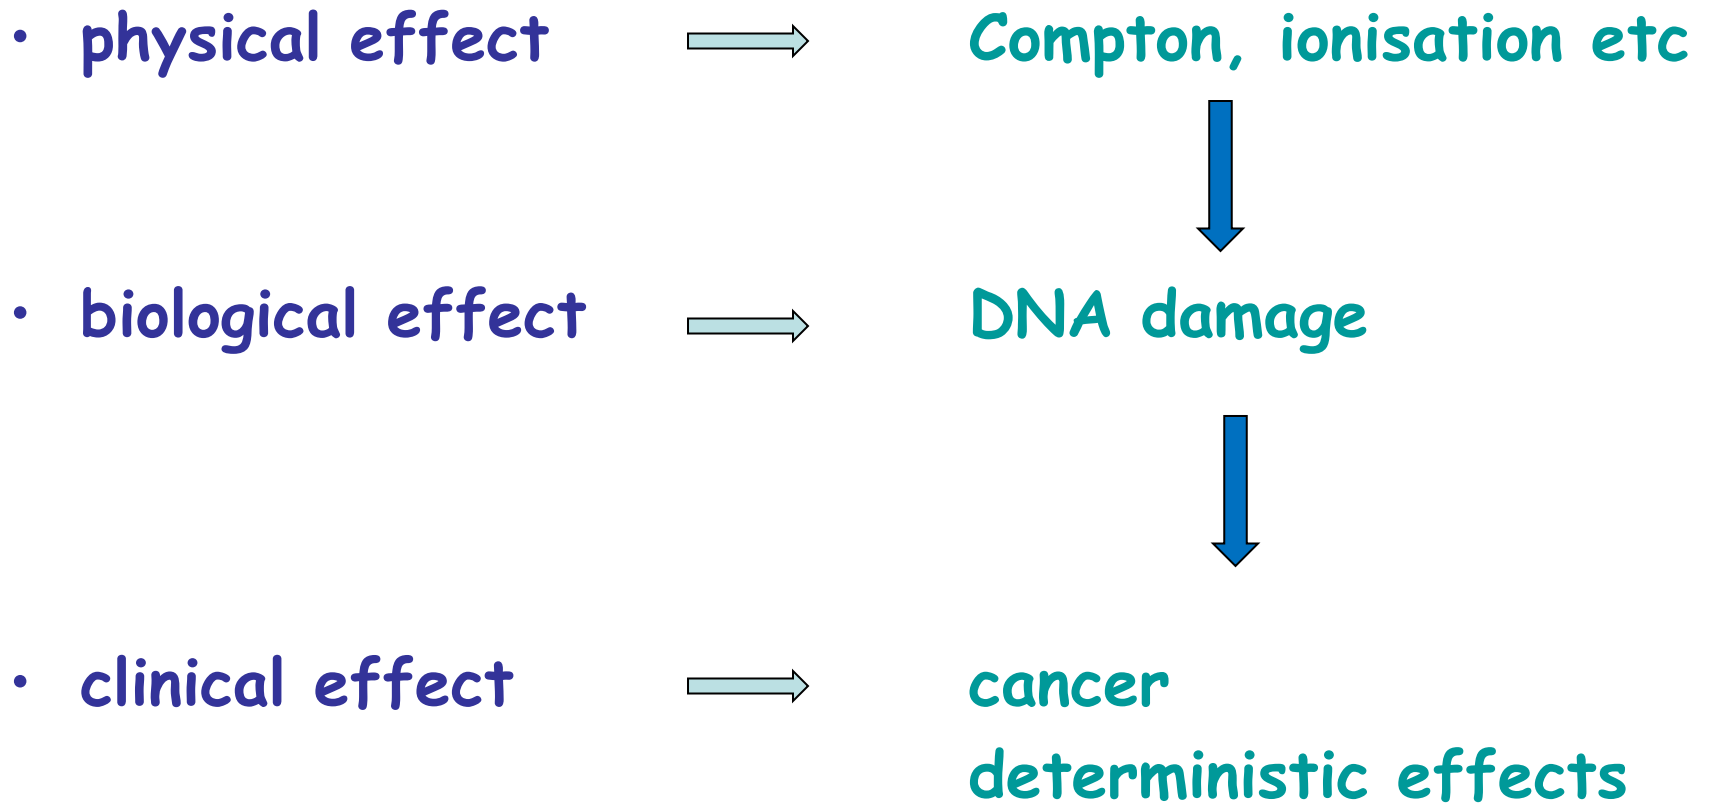 • physical effect Compton, ionisation etc
• biological effect DNA damage
• clinical effect cancer
deterministic effects